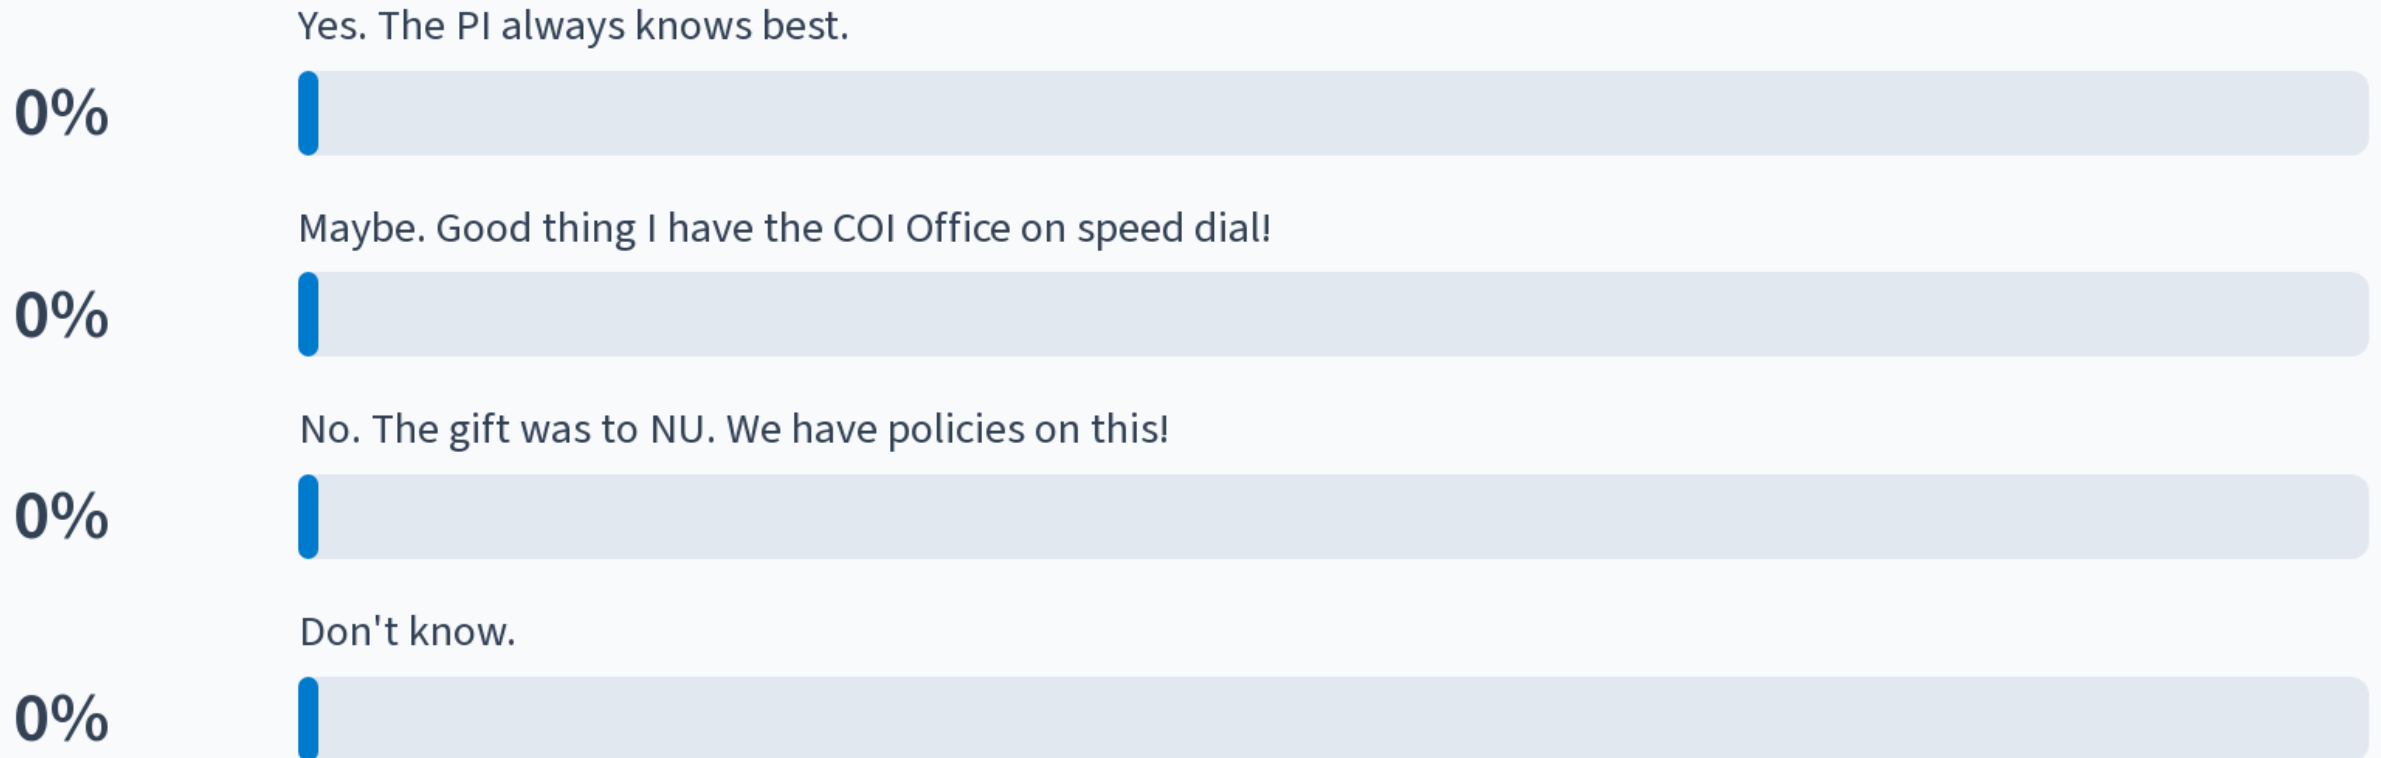 Yes. The PI always knows best.
0%
Maybe. Good thing I have the COI Office on speed dial!
0%
No. The gift was to NU. We have policies on this!
0%
Don't know.
0%